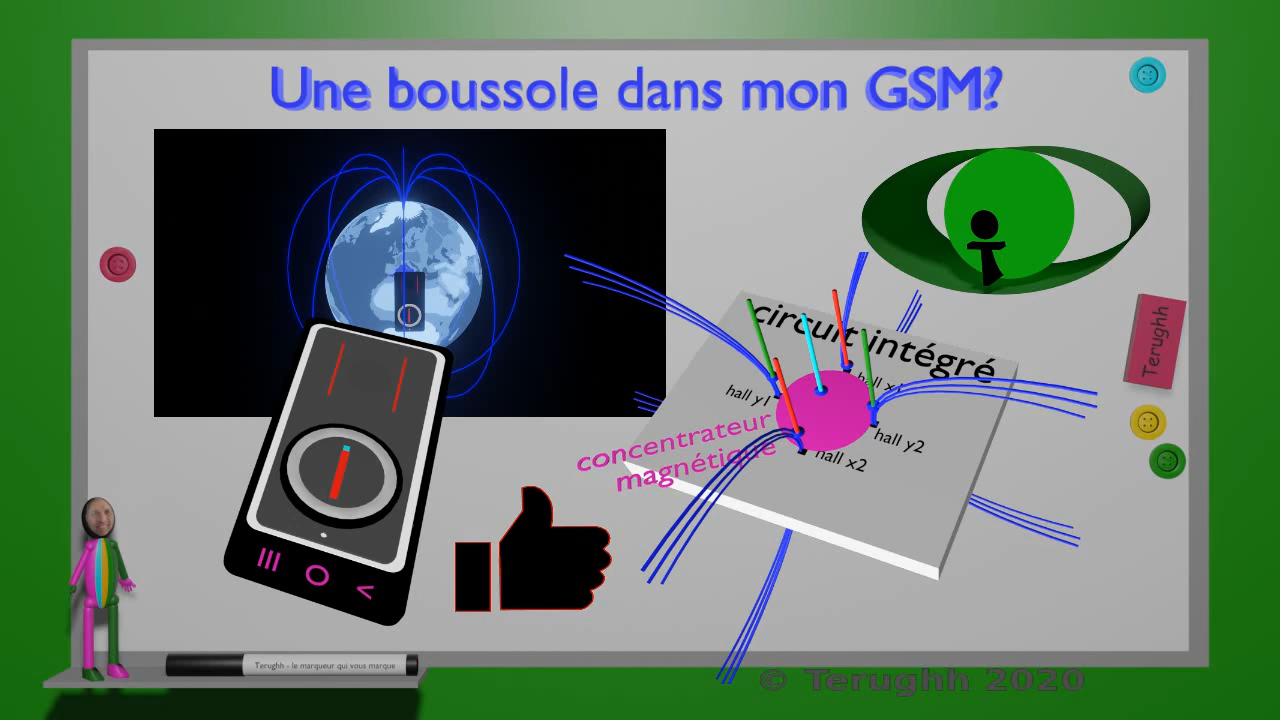 Une boussole dans mon GSM?
circuit intégré
hall x1
hall y1
hall y2
hall x2
concentrateur
magnétique
Terughh
Terughh - le marqueur qui vous marque
© Terughh 2020